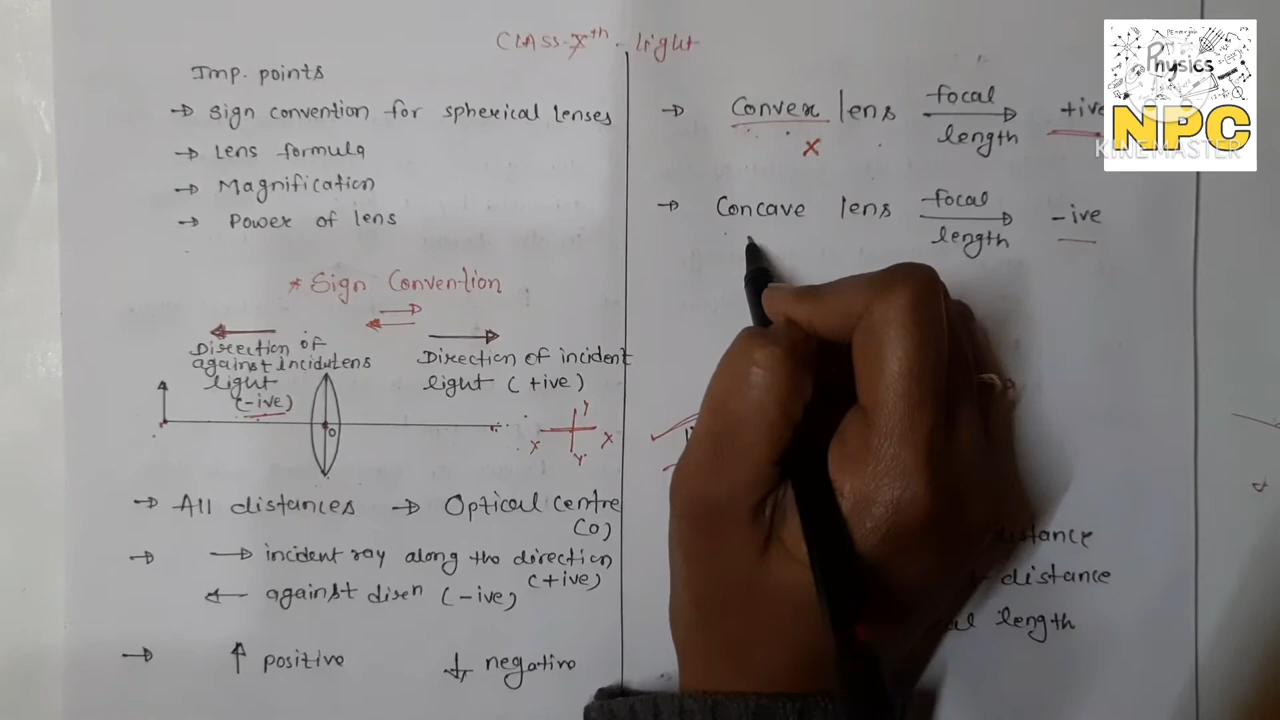 CLASS-Xth - light
Imp. points
→ Sign convention for spherical lenses
→ Lens formula
→ Magnification
→ Power of lens
* Sign Convention
Direction of
against incidu
light
(-ive)
lens
Direction of incident
light (+ive)
O
X Y X Y'
→ All distances → Optical centre
(O)
→ → incident ray along the direction
(+ive)
← against diren (-ive)
→ ↑ positive ↓ negative
→ Convex lens focal length → +ive
x
→ Concave lens focal length → -ive
distance
distance
length
Physics
NPC
KINEMASTER